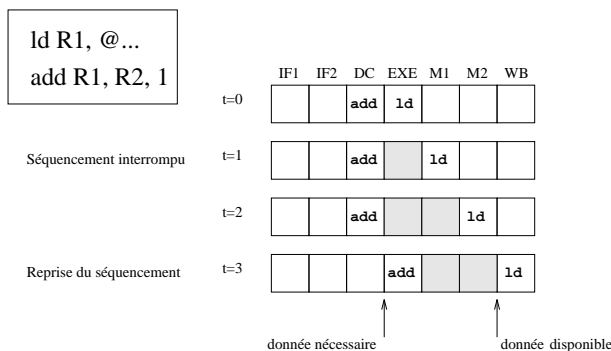 ld R1, @...
add R1, R2, 1
IF1 IF2 DC EXE M1 M2 WB
t=0 add ld
Séquencement interrompu t=1 add ld
t=2 add ld
Reprise du séquencement t=3 add ld
donnée nécessaire donnée disponible